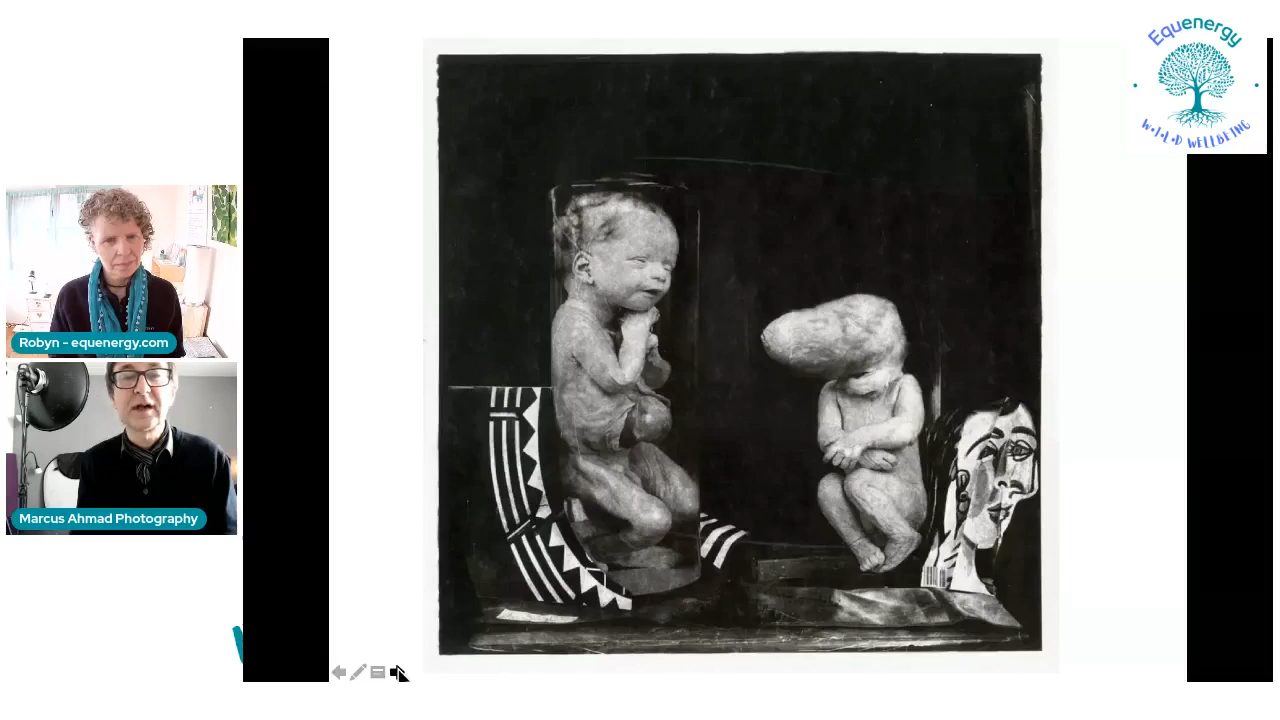 Equenergy
W·I·L·D WELLBEING
Robyn - equenergy.com
Marcus Ahmad Photography